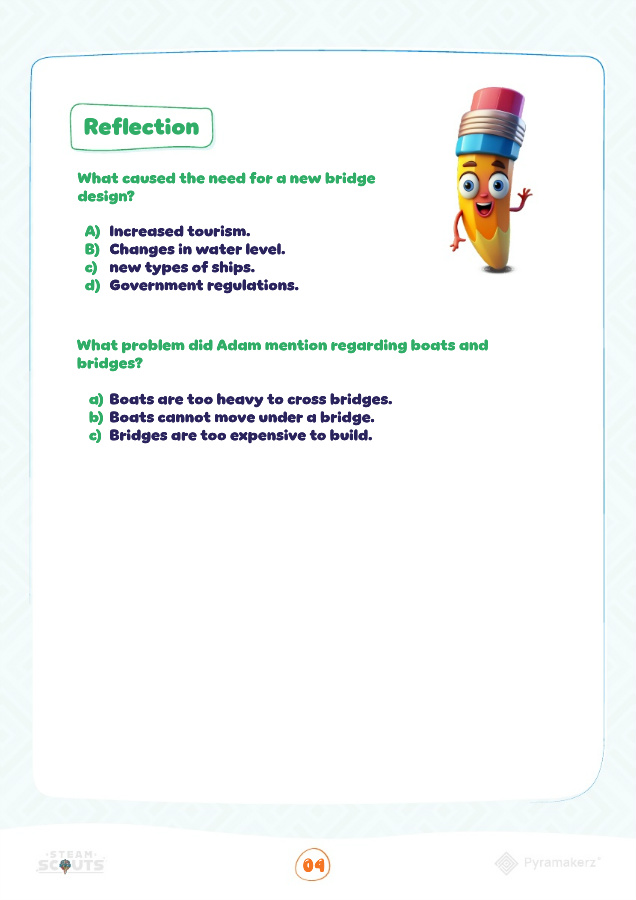 Reflection
What caused the need for a new bridge
design?
A) Increased tourism.
B) Changes in water level.
c) new types of ships.
d) Government regulations.
What problem did Adam mention regarding boats and
bridges?
a) Boats are too heavy to cross bridges.
b) Boats cannot move under a bridge.
c) Bridges are too expensive to build.
STEAM
SCOUTS
04
Pyramakerz